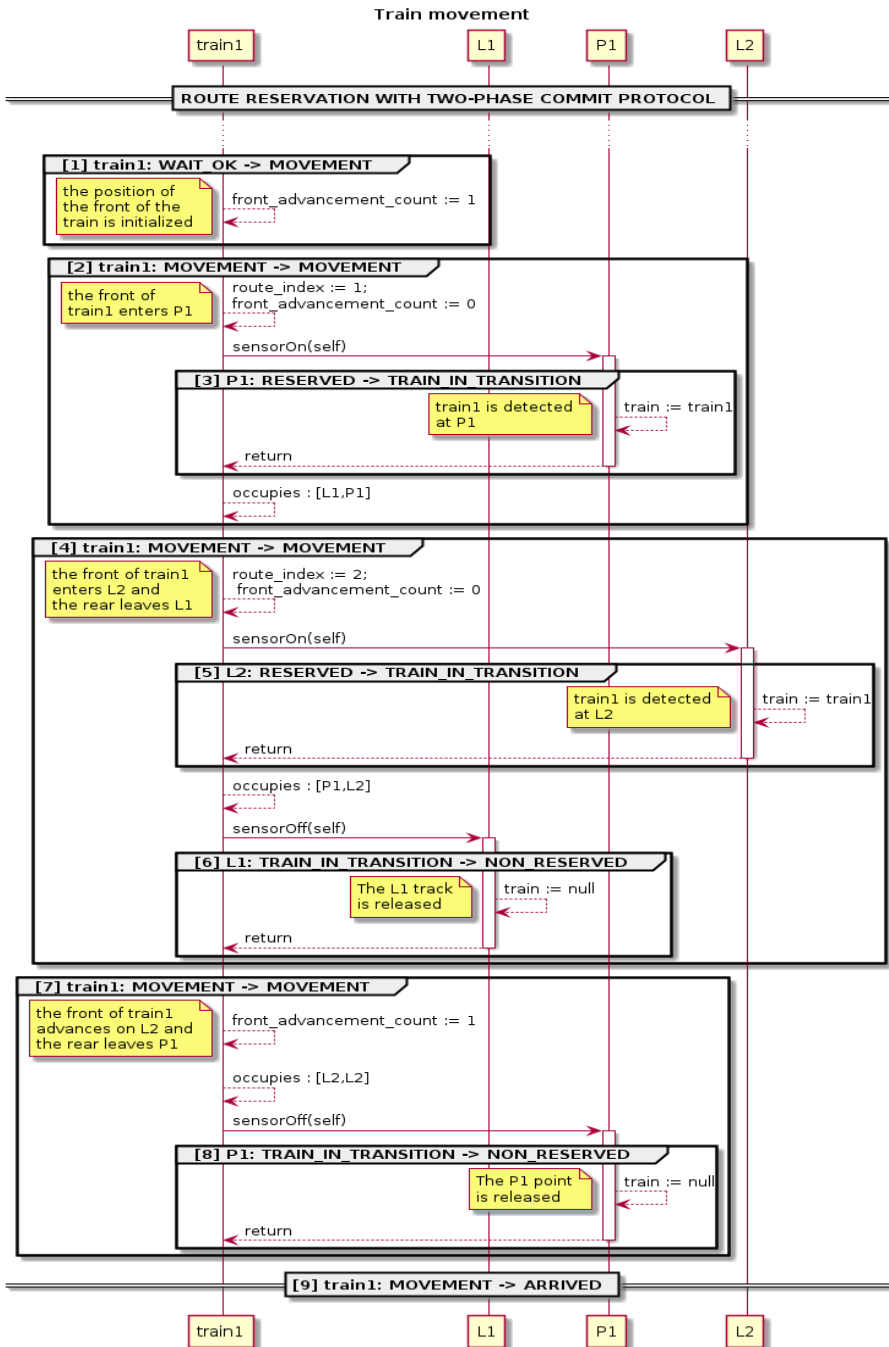 Train movement
train1
L1
P1
L2
ROUTE RESERVATION WITH TWO-PHASE COMMIT PROTOCOL
[1] train1: WAIT_OK -> MOVEMENT
the position of
the front of the
train is initialized
front_advancement_count := 1
[2] train1: MOVEMENT -> MOVEMENT
the front of
train1 enters P1
route_index := 1;
front_advancement_count := 0
sensorOn(self)
[3] P1: RESERVED -> TRAIN_IN_TRANSITION
train1 is detected
at P1
train := train1
return
occupies : [L1,P1]
[4] train1: MOVEMENT -> MOVEMENT
the front of train1
enters L2 and
the rear leaves L1
route_index := 2;
front_advancement_count := 0
sensorOn(self)
[5] L2: RESERVED -> TRAIN_IN_TRANSITION
train1 is detected
at L2
train := train1
return
occupies : [P1,L2]
sensorOff(self)
[6] L1: TRAIN_IN_TRANSITION -> NON_RESERVED
The L1 track
is released
train := null
return
[7] train1: MOVEMENT -> MOVEMENT
the front of train1
advances on L2 and
the rear leaves P1
front_advancement_count := 1
occupies : [L2,L2]
sensorOff(self)
[8] P1: TRAIN_IN_TRANSITION -> NON_RESERVED
The P1 point
is released
train := null
return
[9] train1: MOVEMENT -> ARRIVED
train1
L1
P1
L2